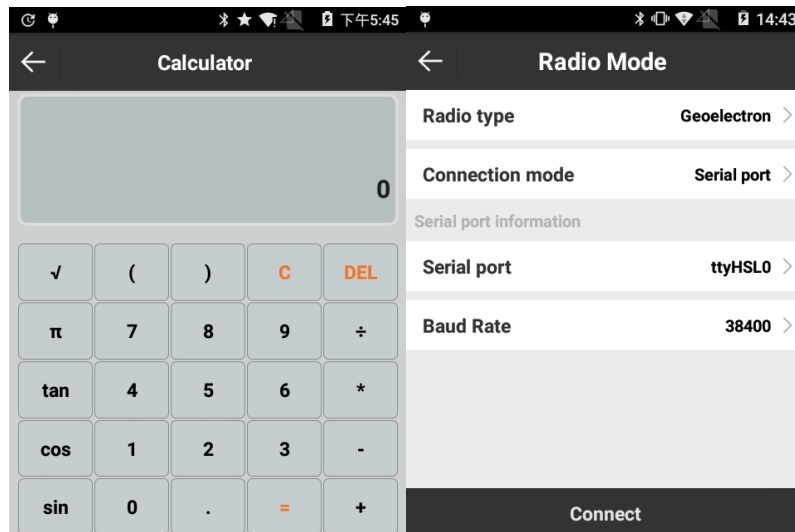 下午5:45
Calculator
0
√ ( ) C DEL
π 7 8 9 ÷
tan 4 5 6 *
cos 1 2 3 -
sin 0 . = +
14:43
Radio Mode
Radio type Geoelectron
Connection mode Serial port
Serial port information
Serial port ttyHSL0
Baud Rate 38400
Connect